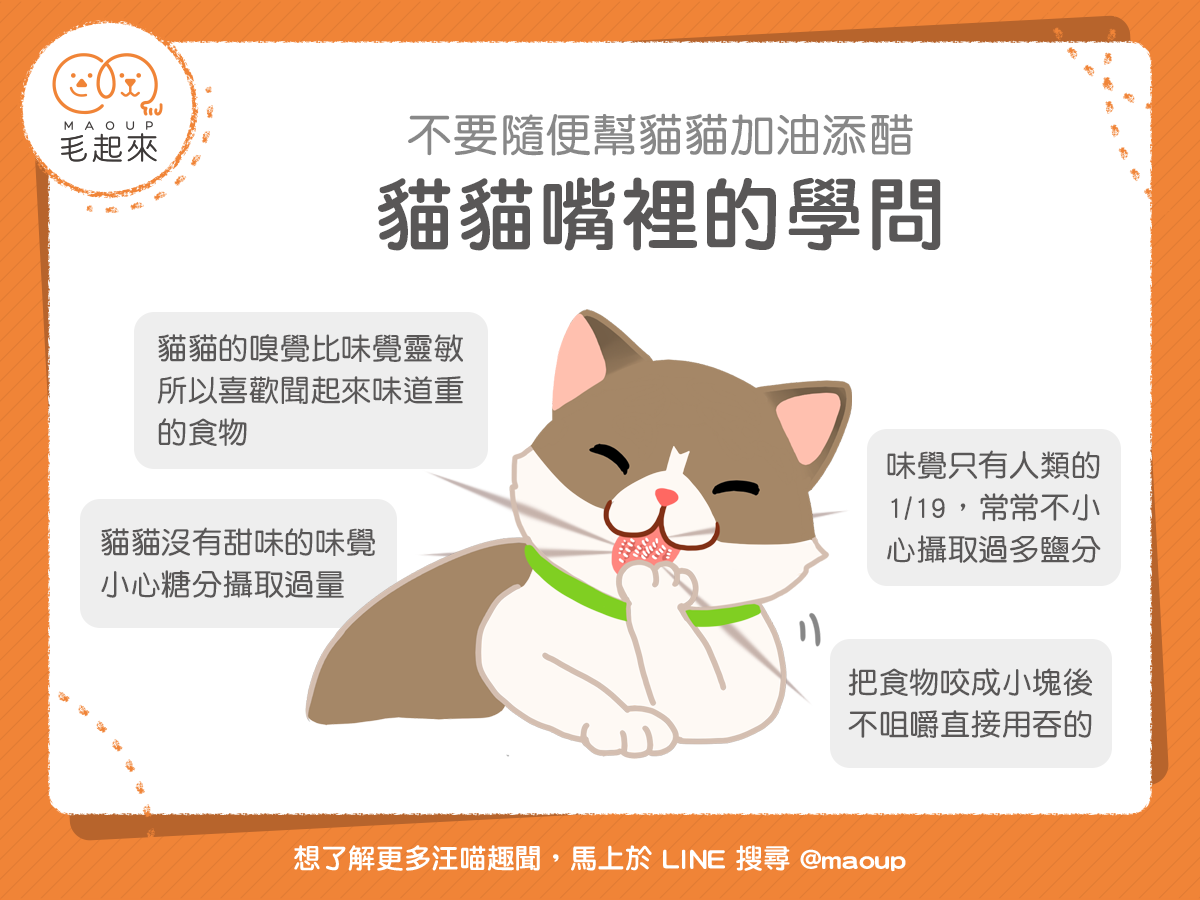 MAOUP
毛起來
不要隨便幫貓貓加油添醋
貓貓嘴裡的學問
貓貓的嗅覺比味覺靈敏
所以喜歡聞起來味道重
的食物
貓貓沒有甜味的味覺
小心糖分攝取過量
味覺只有人類的
1/19，常常不小
心攝取過多鹽分
把食物咬成小塊後
不咀嚼直接用吞的
想了解更多汪喵趣聞，馬上於 LINE 搜尋 @maoup